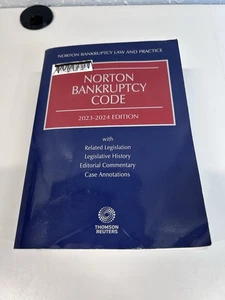 NORTON BANKRUPTCY LAW AND PRACTICE
NORTON
BANKRUPTCY
CODE
2023-2024 EDITION
with
Related Legislation
Legislative History
Editorial Commentary
Case Annotations
THOMSON
REUTERS